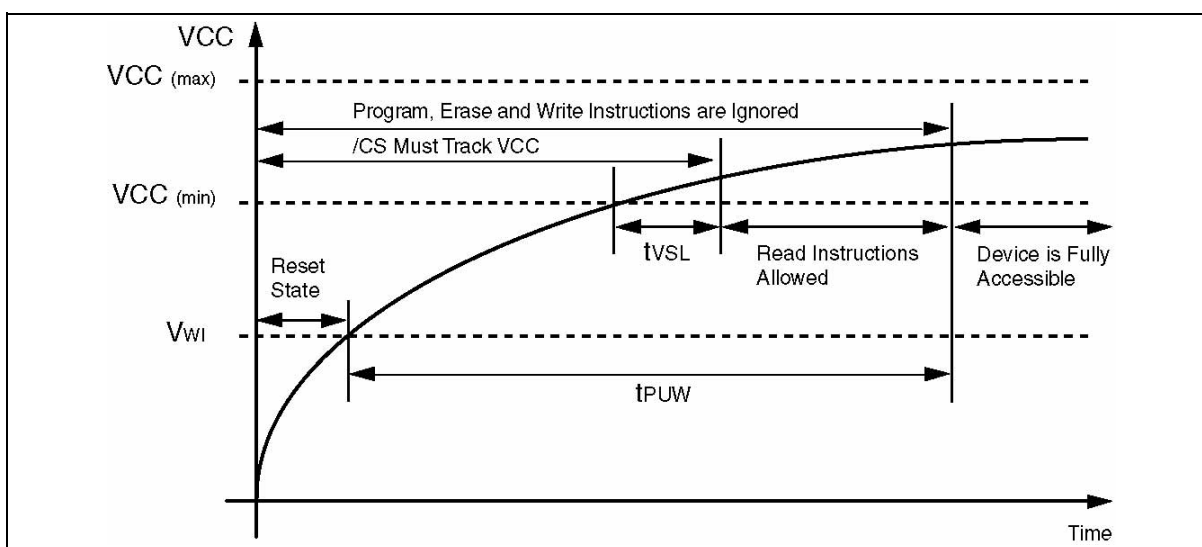 VCC
VCC (max)
Program, Erase and Write Instructions are Ignored
/CS Must Track VCC
VCC (min)
tVSL
Read Instructions
Allowed
Device is Fully
Accessible
Reset
State
VWI
tPUW
Time